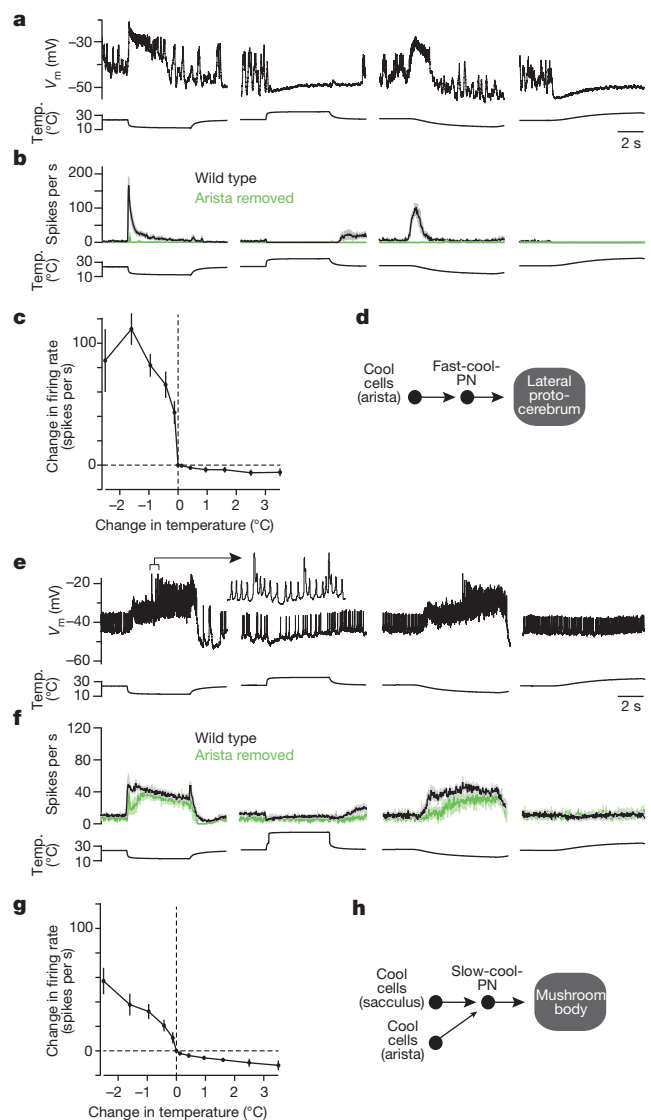 a
−30
−50
Vm (mV)
30
10
Temp. (°C)
2 s
b
200
100
0
Spikes per s
Wild type
Arista removed
30
10
Temp. (°C)
c
100
0
Change in firing rate
(spikes per s)
−2 −1 0 1 2 3
Change in temperature (°C)
d
Cool
cells
(arista)
Fast-cool-
PN
Lateral
proto-
cerebrum
e
−20
−40
−60
Vm (mV)
30
10
Temp. (°C)
2 s
f
120
80
40
0
Spikes per s
Wild type
Arista removed
30
10
Temp. (°C)
g
100
0
Change in firing rate
(spikes per s)
−2 −1 0 1 2 3
Change in temperature (°C)
h
Cool
cells
(sacculus)
Slow-cool-
PN
Mushroom
body
Cool
cells
(arista)